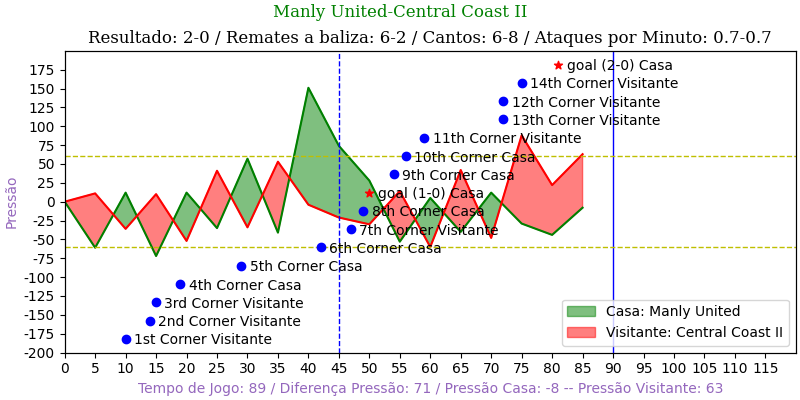 Manly United-Central Coast II
Resultado: 2-0 / Remates a baliza: 6-2 / Cantos: 6-8 / Ataques por Minuto: 0.7-0.7
Pressão
175
150
125
100
75
50
25
0
-25
-50
-75
-100
-125
-150
-175
-200
goal (2-0) Casa
14th Corner Visitante
12th Corner Visitante
13th Corner Visitante
11th Corner Visitante
10th Corner Casa
9th Corner Casa
goal (1-0) Casa
8th Corner Casa
7th Corner Visitante
6th Corner Casa
5th Corner Casa
4th Corner Casa
3rd Corner Visitante
2nd Corner Visitante
1st Corner Visitante
Casa: Manly United
Visitante: Central Coast II
0 5 10 15 20 25 30 35 40 45 50 55 60 65 70 75 80 85 90 95 100 105 110 115
Tempo de Jogo: 89 / Diferença Pressão: 71 / Pressão Casa: -8 -- Pressão Visitante: 63